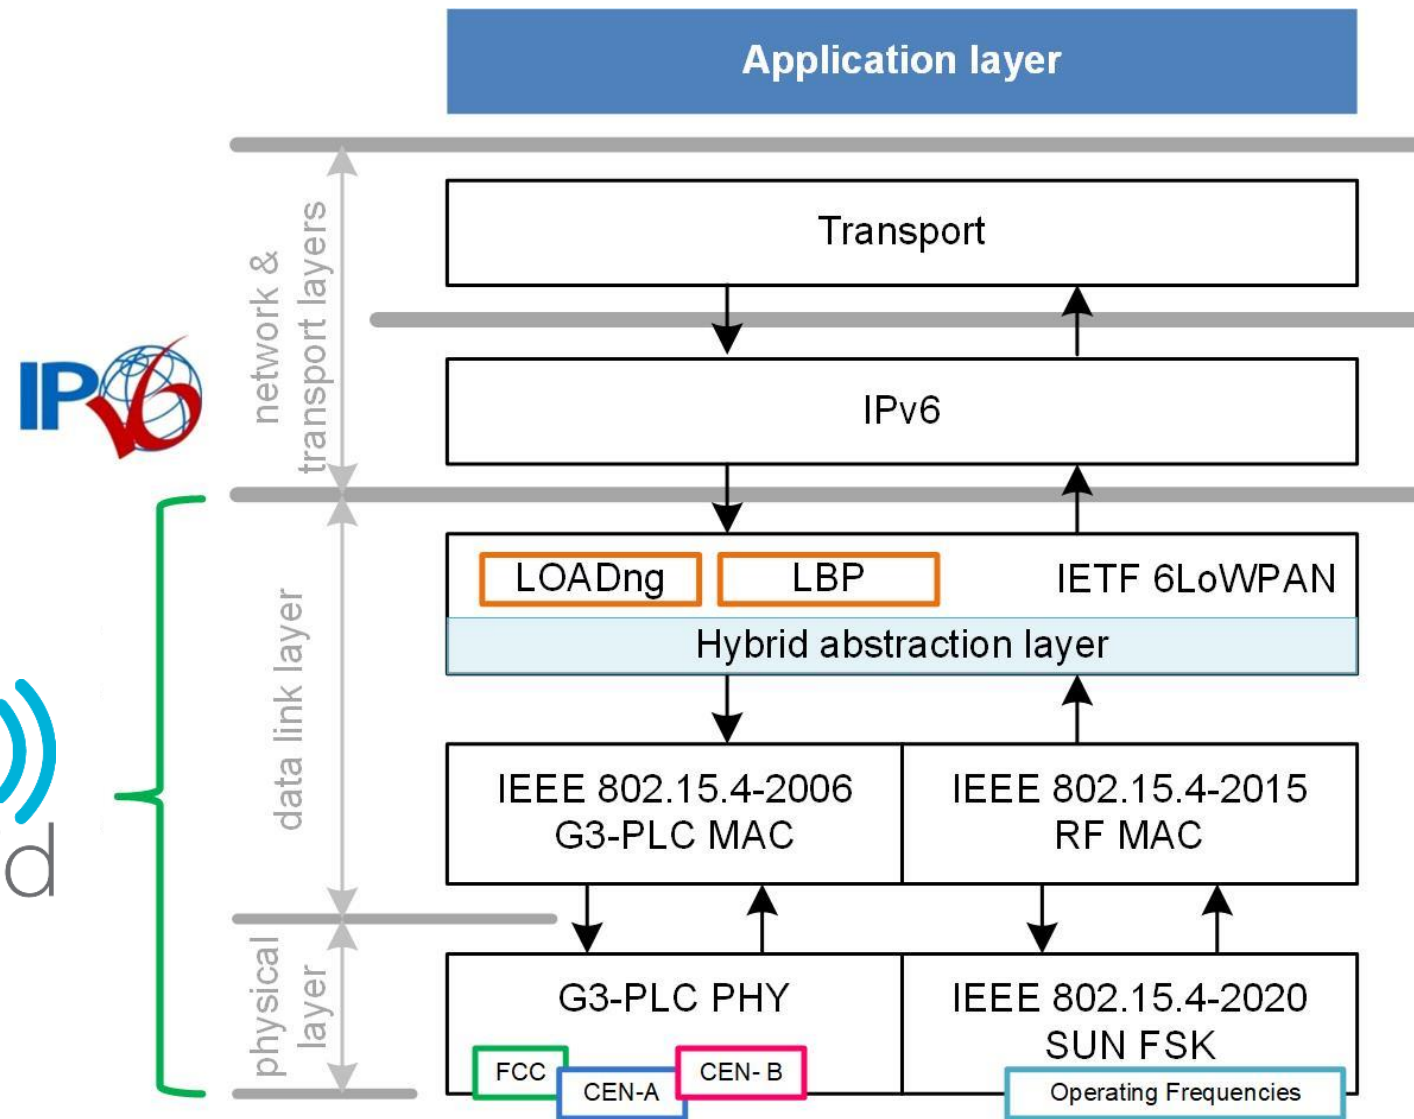 Application layer
network &
transport layers
Transport
IPv6
IPv6
data link layer
LOADng
LBP
IETF 6LoWPAN
Hybrid abstraction layer
IEEE 802.15.4-2006
G3-PLC MAC
IEEE 802.15.4-2015
RF MAC
d
physical
layer
G3-PLC PHY
IEEE 802.15.4-2020
SUN FSK
FCC
CEN-A
CEN- B
Operating Frequencies